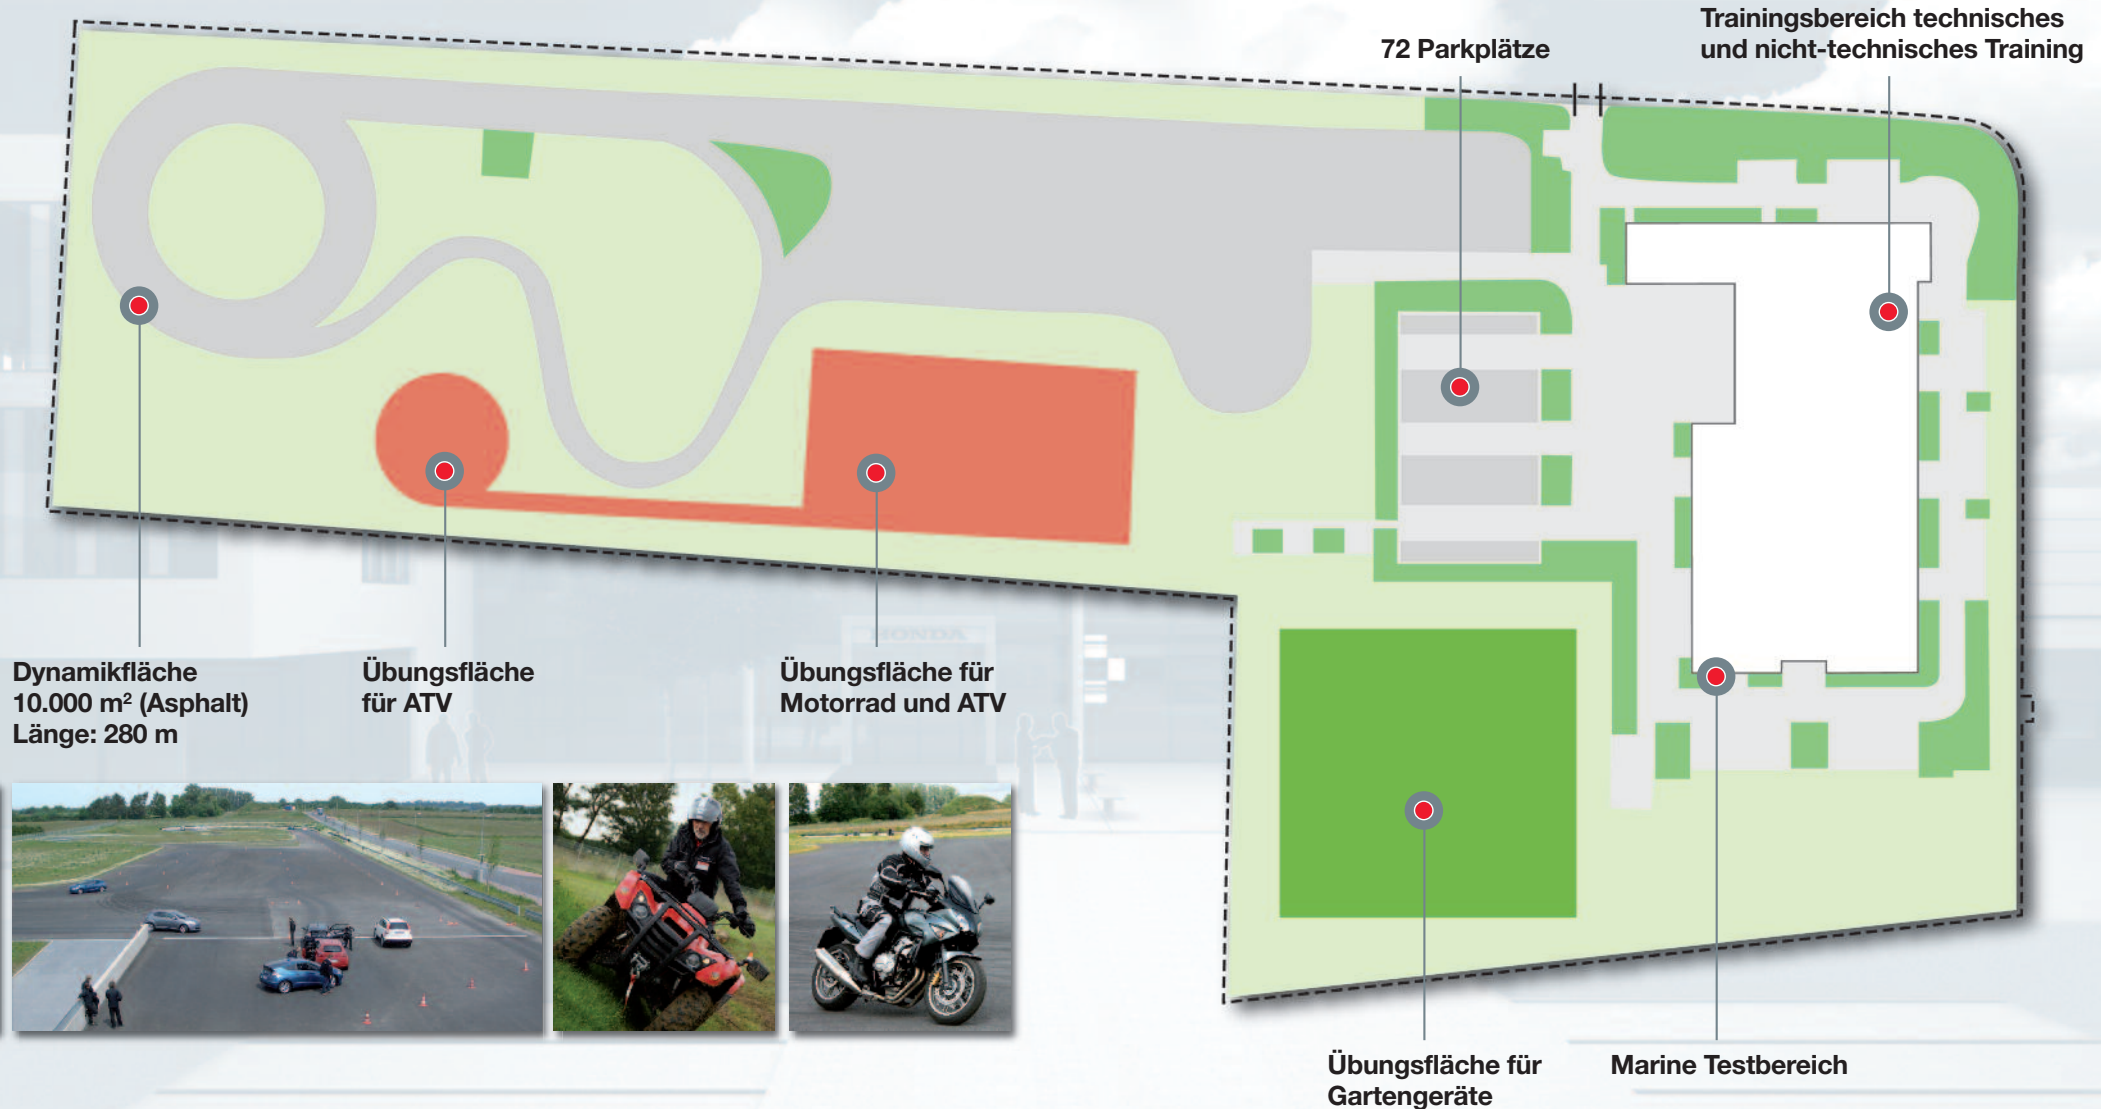 Trainingsbereich technisches
und nicht-technisches Training
72 Parkplätze
HONDA
Dynamikfläche
10.000 m² (Asphalt)
Länge: 280 m
Übungsfläche
für ATV
Übungsfläche für
Motorrad und ATV
Übungsfläche für
Gartengeräte
Marine Testbereich